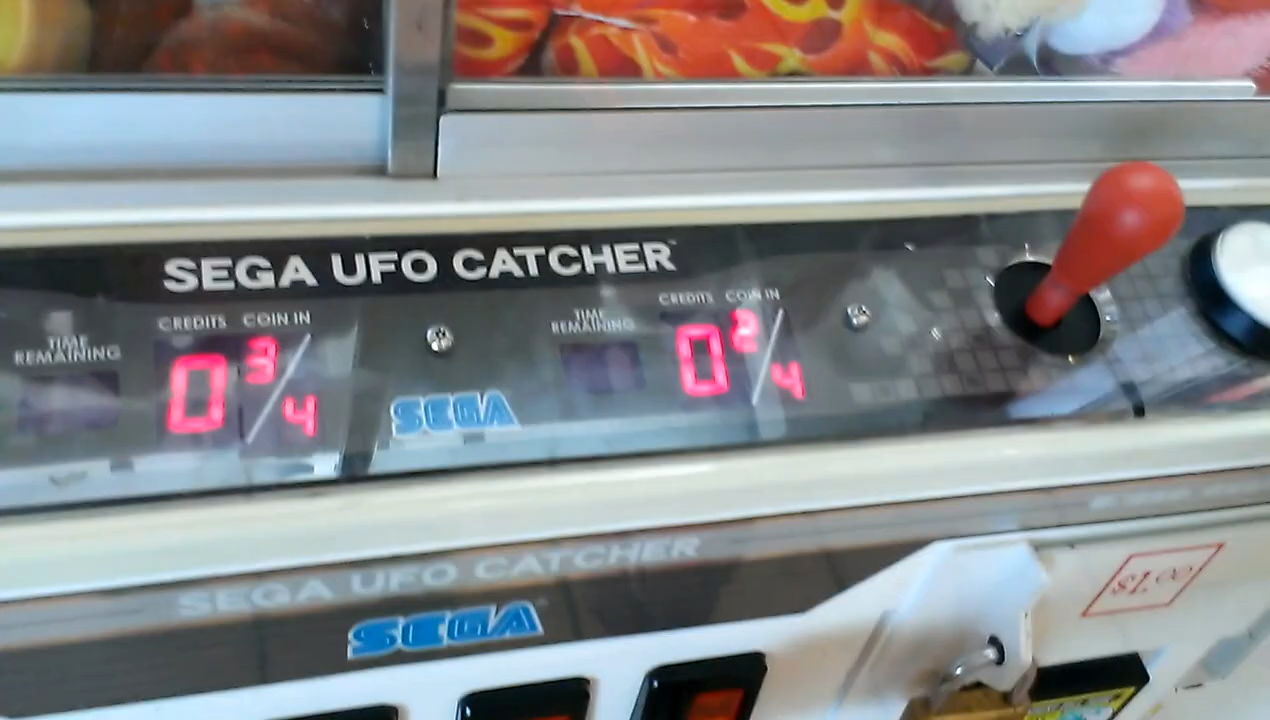 SEGA UFO CATCHER
TIME
REMAINING
CREDITS COIN IN
0 3/4
SEGA
TIME
REMAINING
CREDITS COIN IN
0 2/4
SEGA UFO CATCHER
SEGA
$1.00